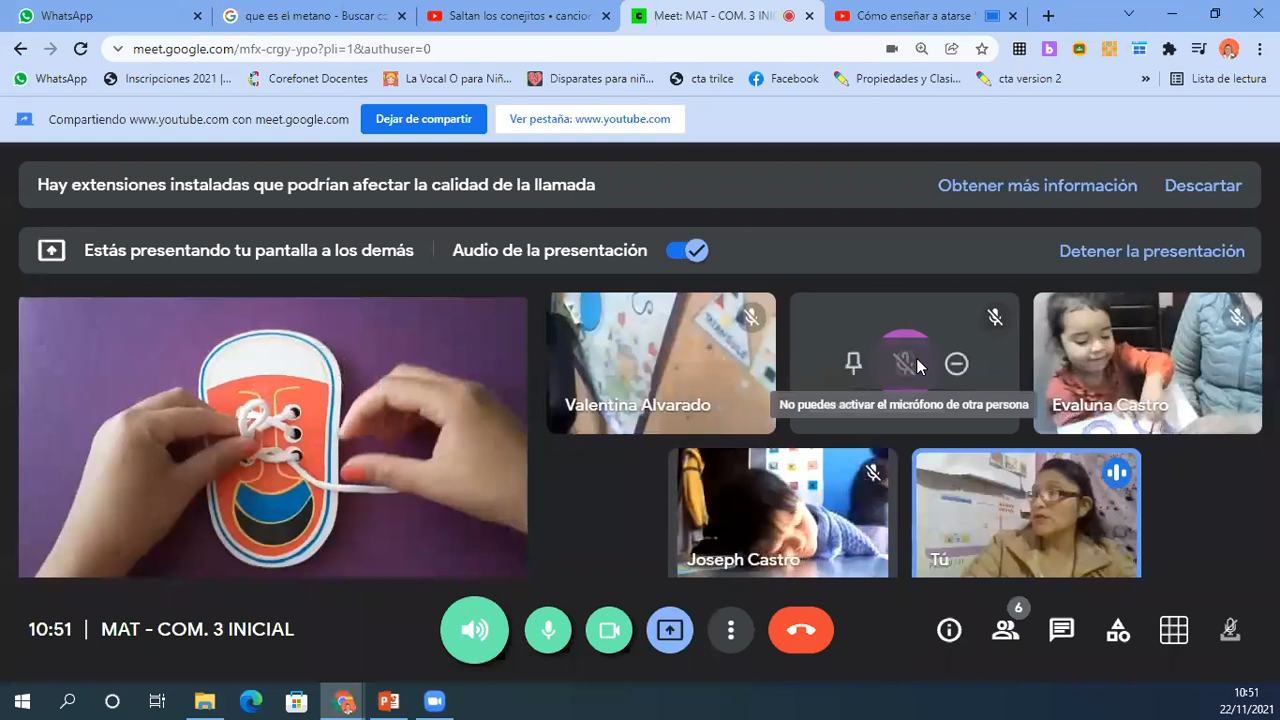 WhatsApp
que es el metano - Buscar co
Saltan los conejitos • cancion
Meet: MAT - COM. 3 INI
Cómo enseñar a atarse
meet.google.com/mfx-crgy-ypo?pli=1&authuser=0
WhatsApp
Inscripciones 2021 |...
Corefonet Docentes
La Vocal O para Niñ...
Disparates para niñ...
cta trilce
Facebook
Propiedades y Clasi...
cta version 2
»
Lista de lectura
Compartiendo www.youtube.com con meet.google.com
Dejar de compartir
Ver pestaña: www.youtube.com
Hay extensiones instaladas que podrían afectar la calidad de la llamada
Obtener más información
Descartar
Estás presentando tu pantalla a los demás
Audio de la presentación
Detener la presentación
Valentina Alvarado
No puedes activar el micrófono de otra persona
Evaluna Castro
Joseph Castro
Tú
10:51 | MAT - COM. 3 INICIAL
6
10:51
22/11/2021